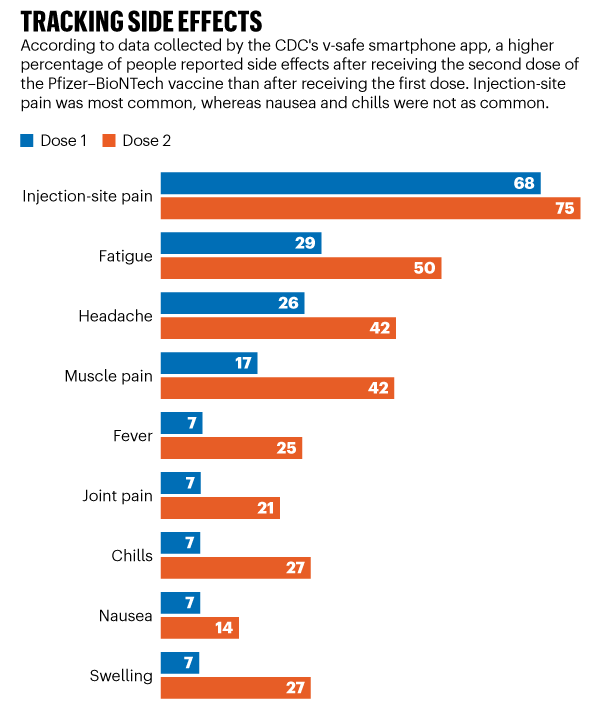 TRACKING SIDE EFFECTS
According to data collected by the CDC's v-safe smartphone app, a higher
percentage of people reported side effects after receiving the second dose of
the Pfizer–BioNTech vaccine than after receiving the first dose. Injection-site
pain was most common, whereas nausea and chills were not as common.
Dose 1 Dose 2
Injection-site pain
68
75
Fatigue
29
50
Headache
26
42
Muscle pain
17
42
Fever
7
25
Joint pain
7
21
Chills
7
27
Nausea
7
14
Swelling
7
27